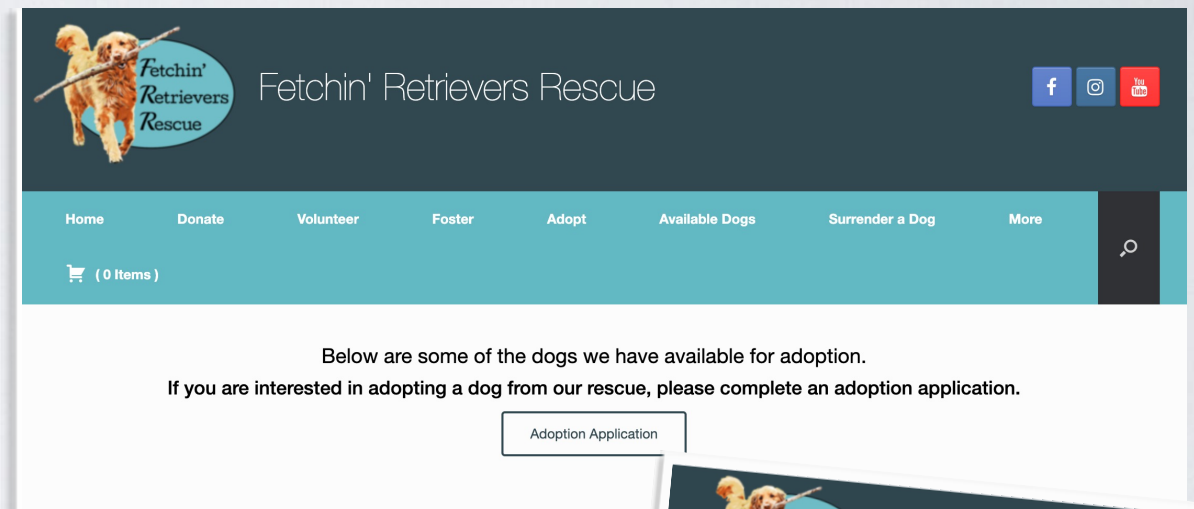 Fetchin'
Retrievers
Rescue
Fetchin' Retrievers Rescue
f
You
Tube
Home Donate Volunteer Foster Adopt Available Dogs Surrender a Dog More
( 0 Items )
Below are some of the dogs we have available for adoption.
If you are interested in adopting a dog from our rescue, please complete an adoption application.
Adoption Application